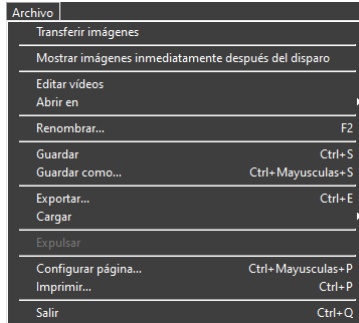 Archivo
Transferir imágenes
Mostrar imágenes inmediatamente después del disparo
Editar vídeos
Abrir en
Renombrar... F2
Guardar Ctrl+S
Guardar como... Ctrl+Mayusculas+S
Exportar... Ctrl+E
Cargar
Expulsar
Configurar página... Ctrl+Mayusculas+P
Imprimir... Ctrl+P
Salir Ctrl+Q